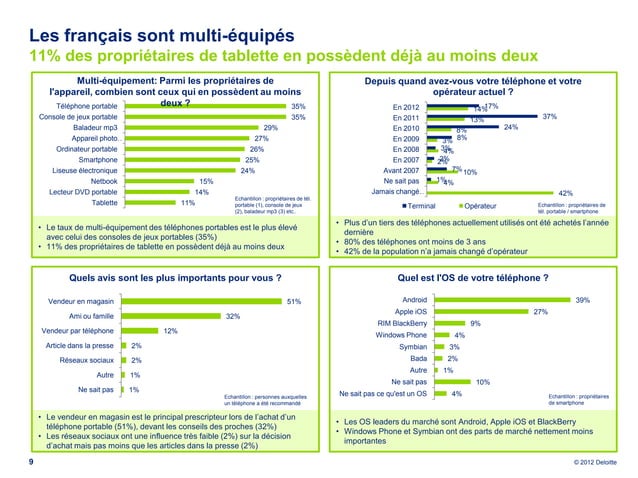 Les français sont multi-équipés
11% des propriétaires de tablette en possèdent déjà au moins deux
Multi-équipement: Parmi les propriétaires de
l'appareil, combien sont ceux qui en possèdent au moins
deux ?
Téléphone portable 35%
Console de jeux portable 35%
Baladeur mp3 29%
Appareil photo.. 27%
Ordinateur portable 26%
Smartphone 25%
Liseuse électronique 24%
Netbook 15%
Lecteur DVD portable 14%
Tablette 11%
Echantillon : propriétaires de tél.
portable (1), console de jeux
(2), baladeur mp3 (3) etc.
• Le taux de multi-équipement des téléphones portables est le plus élevé
avec celui des consoles de jeux portables (35%)
• 11% des propriétaires de tablette en possèdent déjà au moins deux
Depuis quand avez-vous votre téléphone et votre
opérateur actuel ?
En 2012 17% 14%
En 2011 37% 13%
En 2010 24% 8%
En 2009 8% 3%
En 2008 3% 4%
En 2007 2%
Avant 2007 7% 10%
Ne sait pas 1% 4%
Jamais changé.. 42%
Terminal Opérateur
Echantillon : propriétaires de
tél. portable / smartphone
• Plus d'un tiers des téléphones actuellement utilisés ont été achetés l'année
dernière
• 80% des téléphones ont moins de 3 ans
• 42% de la population n'a jamais changé d'opérateur
Quels avis sont les plus importants pour vous ?
Vendeur en magasin 51%
Ami ou famille 32%
Vendeur par téléphone 12%
Article dans la presse 2%
Réseaux sociaux 2%
Autre 1%
Ne sait pas 1%
Echantillon : personnes auxquelles
un téléphone a été recommandé
• Le vendeur en magasin est le principal prescripteur lors de l'achat d'un
téléphone portable (51%), devant les conseils des proches (32%)
• Les réseaux sociaux ont une influence très faible (2%) sur la décision
d'achat mais pas moins que les articles dans la presse (2%)
Quel est l'OS de votre téléphone ?
Android 39%
Apple iOS 27%
RIM BlackBerry 9%
Windows Phone 4%
Symbian 3%
Bada 2%
Autre 1%
Ne sait pas 10%
Ne sait pas ce qu'est un OS 4%
Echantillon : propriétaires
de smartphone
• Les OS leaders du marché sont Android, Apple iOS et BlackBerry
• Windows Phone et Symbian ont des parts de marché nettement moins
importantes
9
© 2012 Deloitte